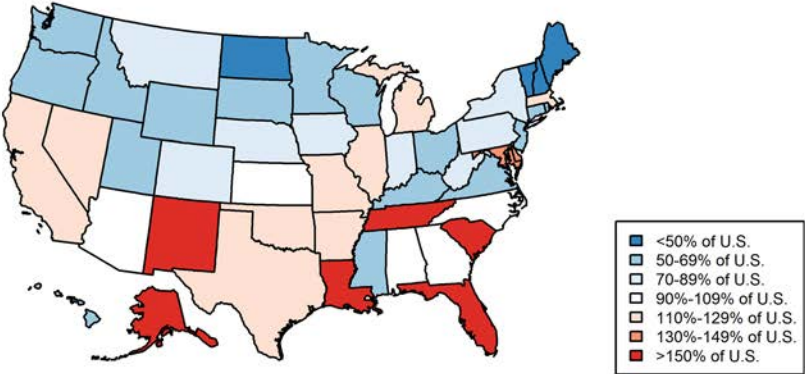 <50% of U.S.
50-69% of U.S.
70-89% of U.S.
90%-109% of U.S.
110%-129% of U.S.
130%-149% of U.S.
>150% of U.S.